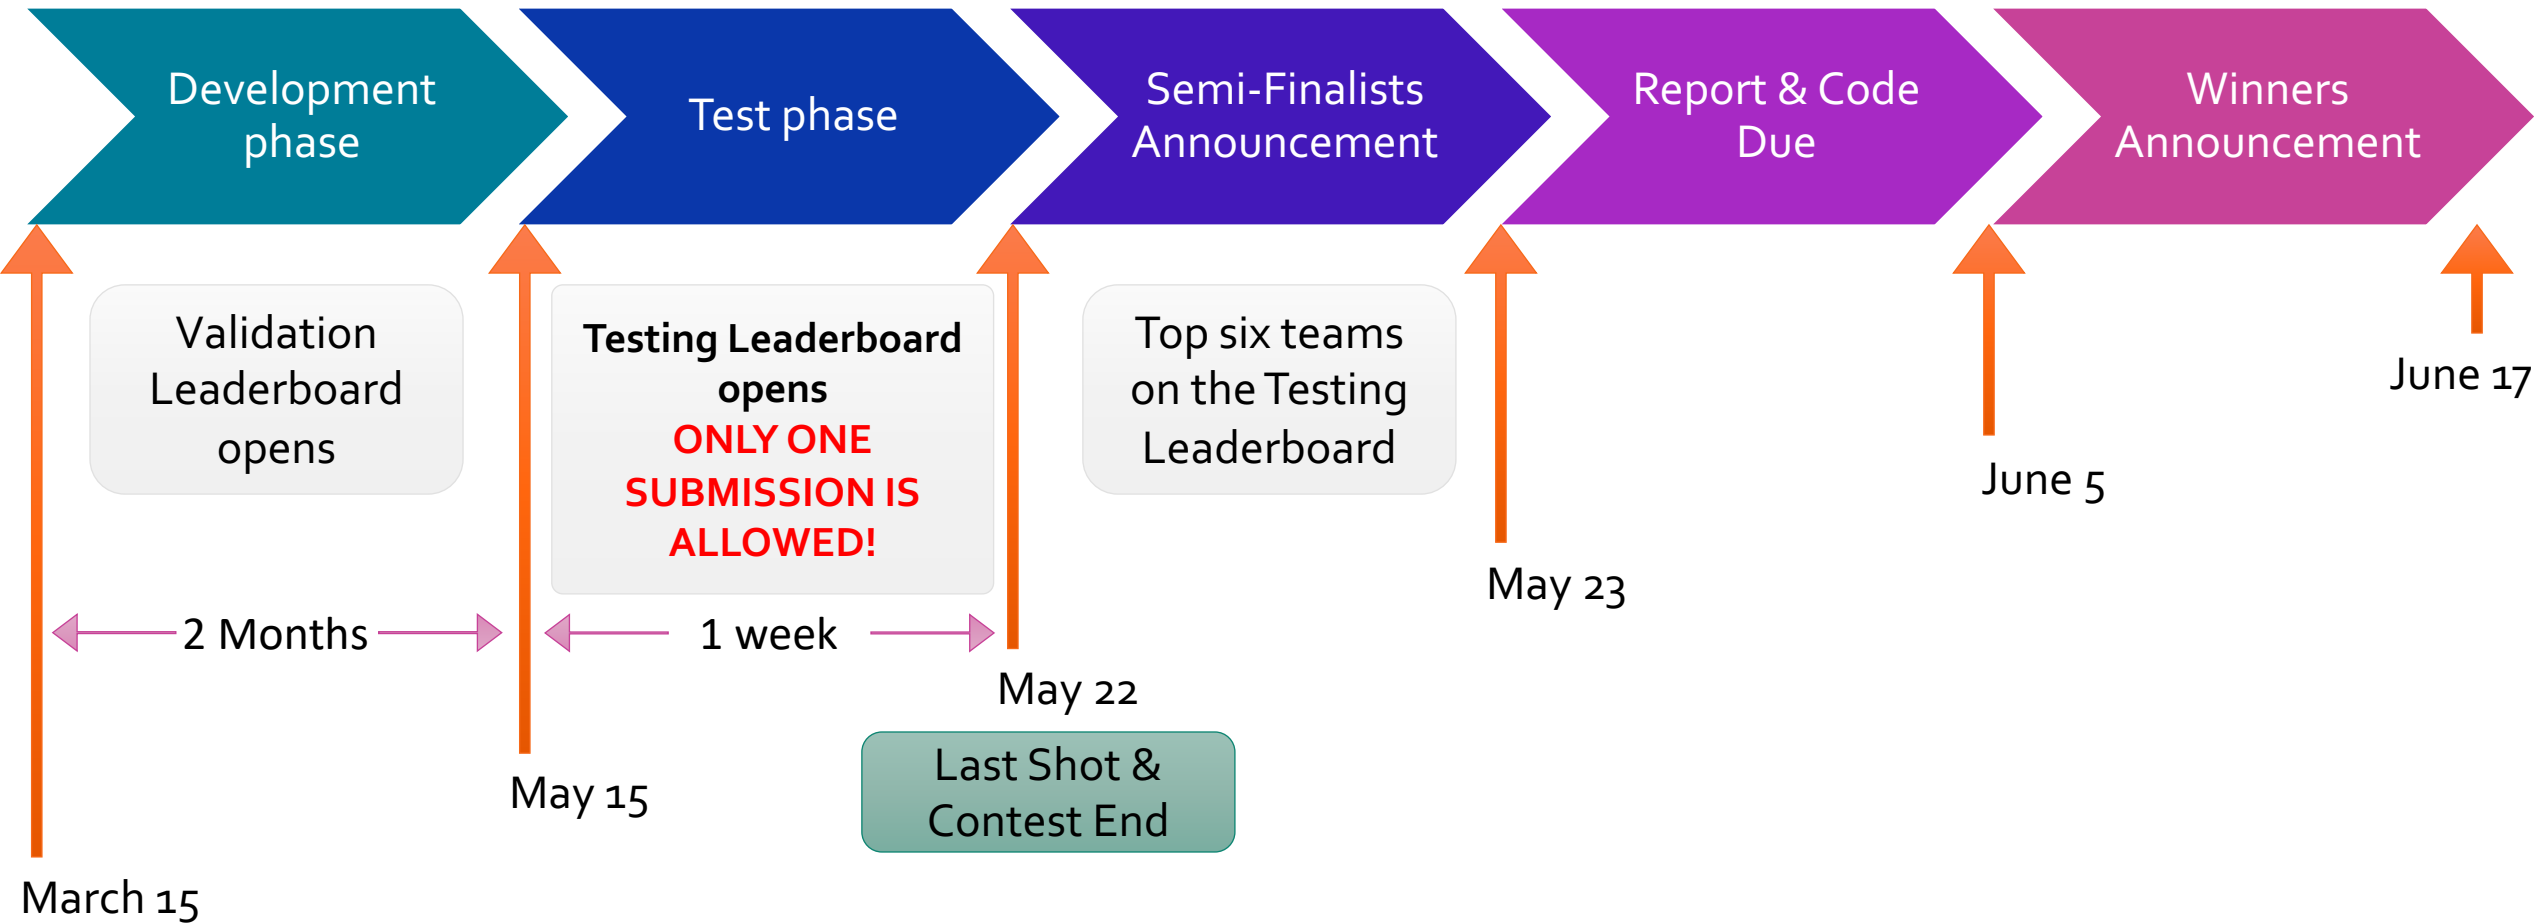 Development
phase
Test phase
Semi-Finalists
Announcement
Report & Code
Due
Winners
Announcement
Validation
Leaderboard
opens
Testing Leaderboard
opens
ONLY ONE
SUBMISSION IS
ALLOWED!
Top six teams
on the Testing
Leaderboard
June 17
June 5
May 23
2 Months
1 week
May 22
Last Shot &
Contest End
May 15
March 15